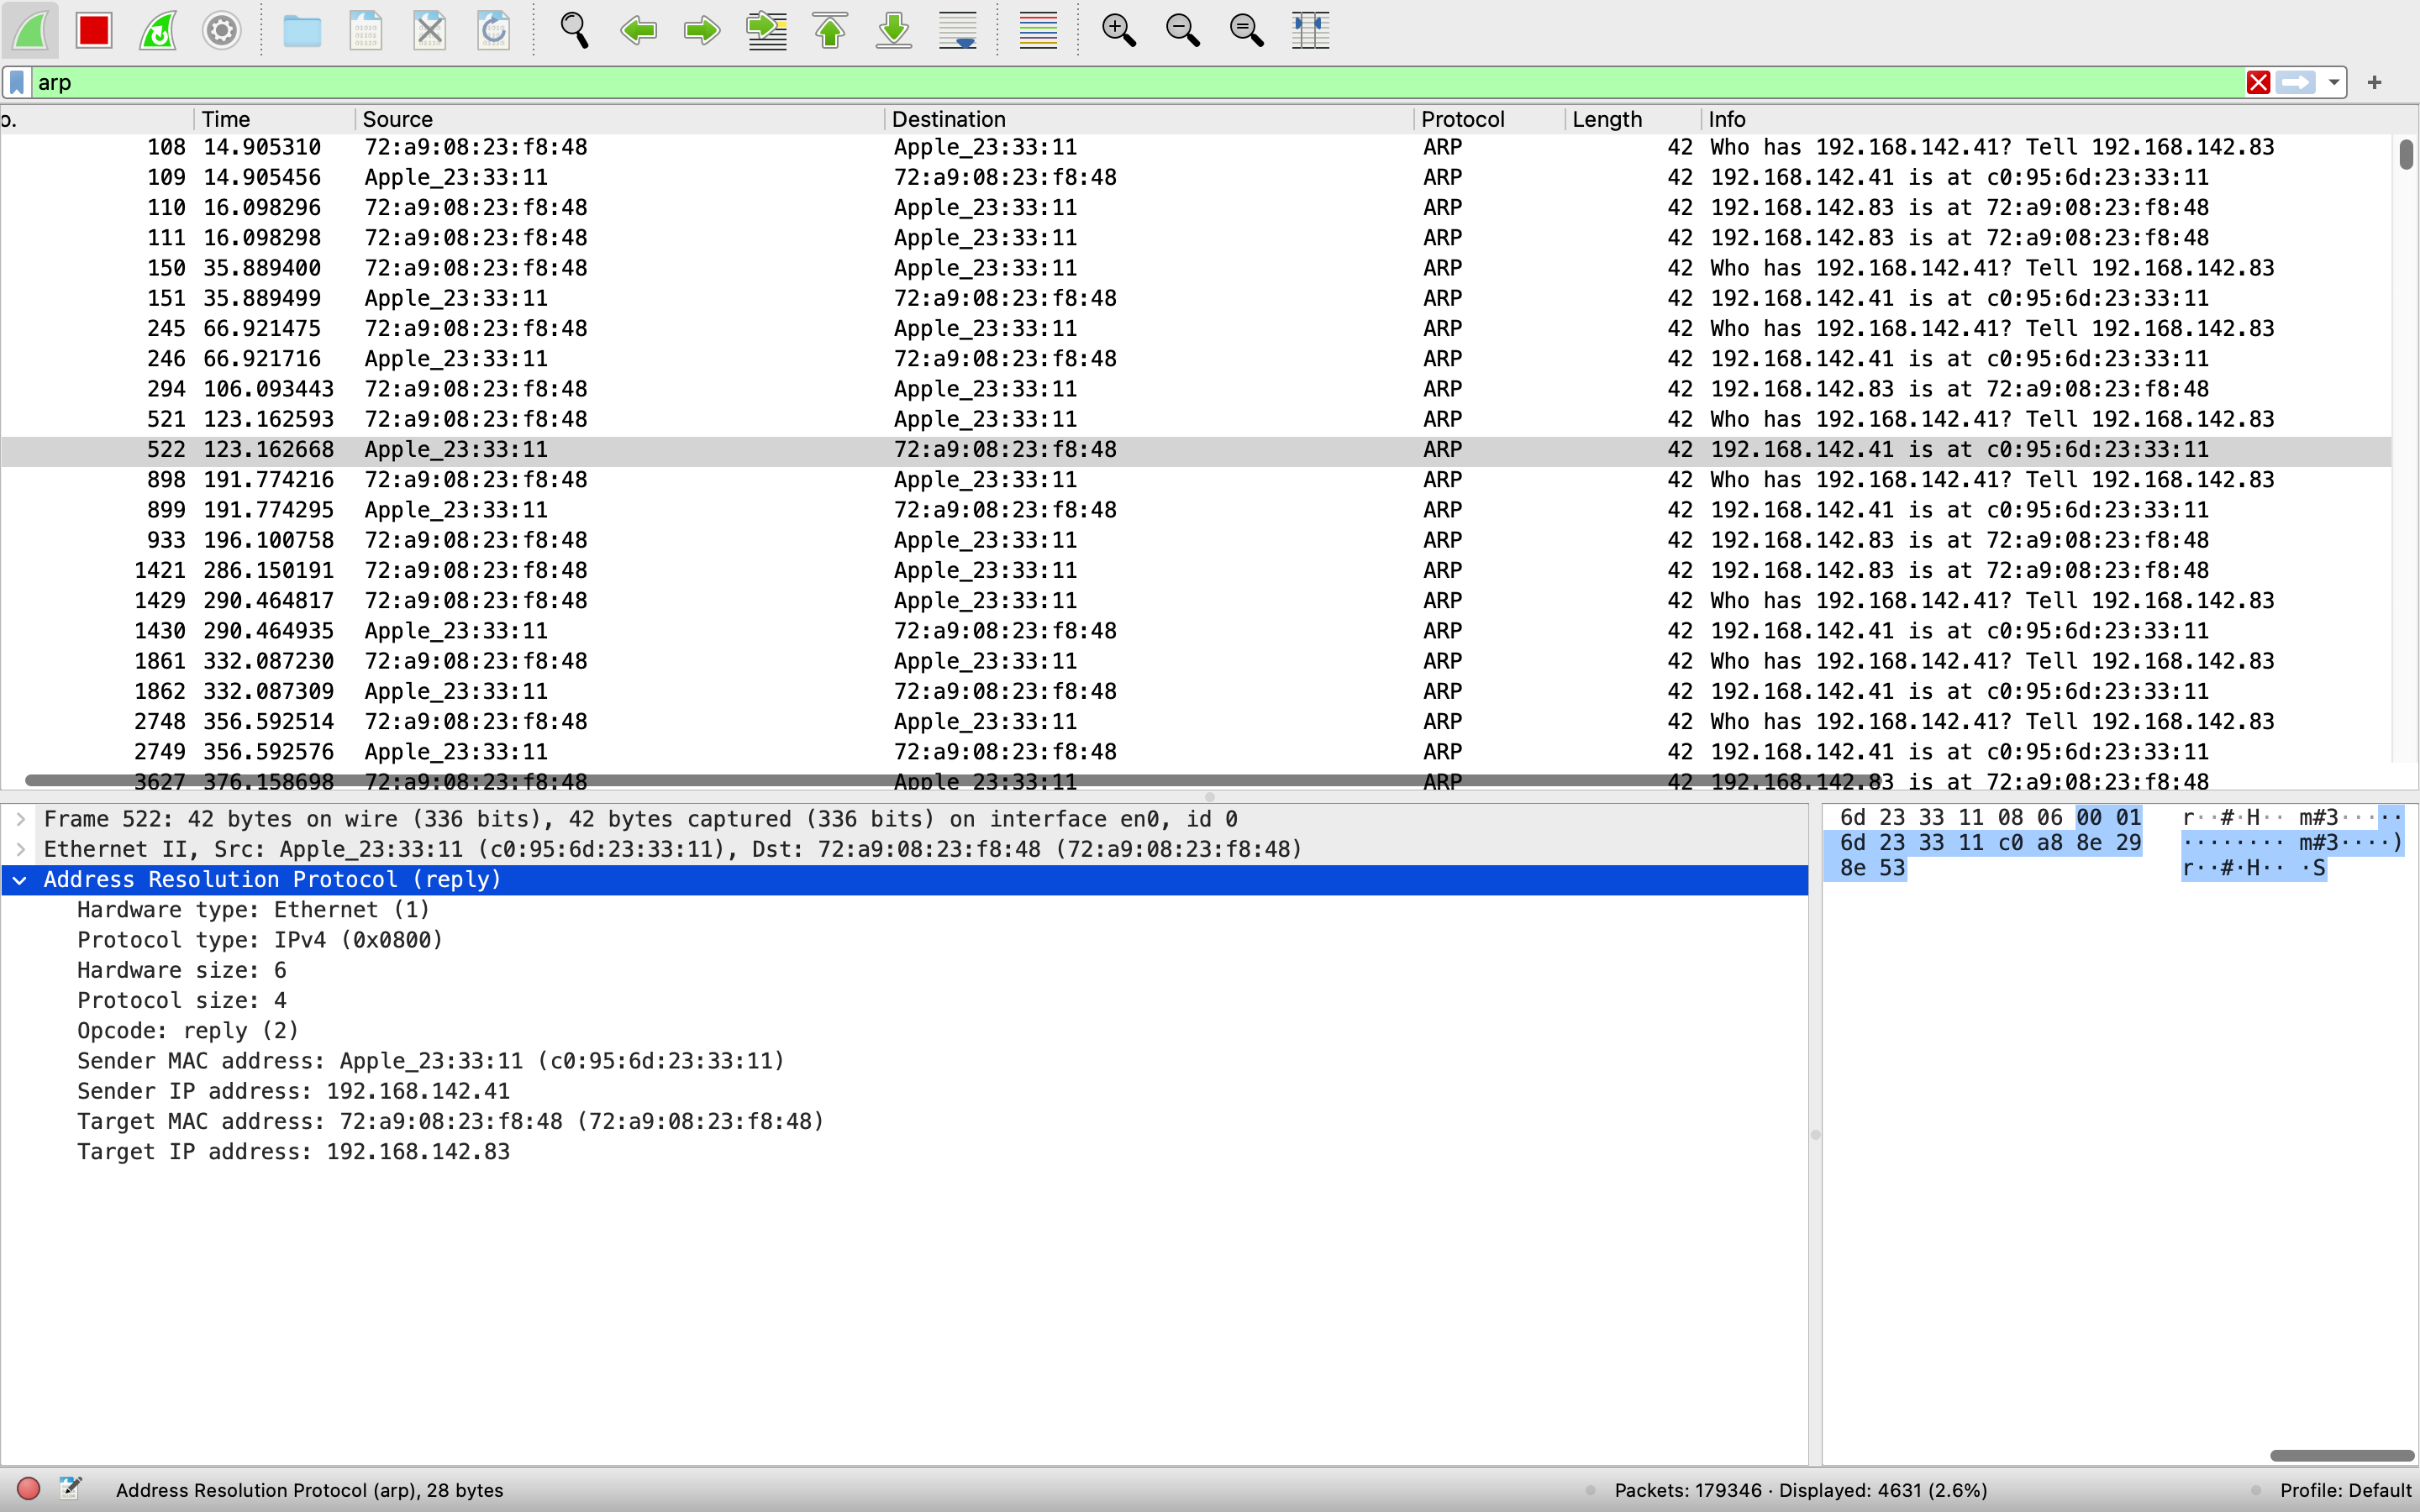 arp
o. Time Source Destination Protocol Length Info
108 14.905310 72:a9:08:23:f8:48 Apple_23:33:11 ARP 42 Who has 192.168.142.41? Tell 192.168.142.83
109 14.905456 Apple_23:33:11 72:a9:08:23:f8:48 ARP 42 192.168.142.41 is at c0:95:6d:23:33:11
110 16.098296 72:a9:08:23:f8:48 Apple_23:33:11 ARP 42 192.168.142.83 is at 72:a9:08:23:f8:48
111 16.098298 72:a9:08:23:f8:48 Apple_23:33:11 ARP 42 192.168.142.83 is at 72:a9:08:23:f8:48
150 35.889400 72:a9:08:23:f8:48 Apple_23:33:11 ARP 42 Who has 192.168.142.41? Tell 192.168.142.83
151 35.889499 Apple_23:33:11 72:a9:08:23:f8:48 ARP 42 192.168.142.41 is at c0:95:6d:23:33:11
245 66.921475 72:a9:08:23:f8:48 Apple_23:33:11 ARP 42 Who has 192.168.142.41? Tell 192.168.142.83
246 66.921716 Apple_23:33:11 72:a9:08:23:f8:48 ARP 42 192.168.142.41 is at c0:95:6d:23:33:11
294 106.093443 72:a9:08:23:f8:48 Apple_23:33:11 ARP 42 192.168.142.83 is at 72:a9:08:23:f8:48
521 123.162593 72:a9:08:23:f8:48 Apple_23:33:11 ARP 42 Who has 192.168.142.41? Tell 192.168.142.83
522 123.162668 Apple_23:33:11 72:a9:08:23:f8:48 ARP 42 192.168.142.41 is at c0:95:6d:23:33:11
898 191.774216 72:a9:08:23:f8:48 Apple_23:33:11 ARP 42 Who has 192.168.142.41? Tell 192.168.142.83
899 191.774295 Apple_23:33:11 72:a9:08:23:f8:48 ARP 42 192.168.142.41 is at c0:95:6d:23:33:11
933 196.100758 72:a9:08:23:f8:48 Apple_23:33:11 ARP 42 192.168.142.83 is at 72:a9:08:23:f8:48
1421 286.150191 72:a9:08:23:f8:48 Apple_23:33:11 ARP 42 192.168.142.83 is at 72:a9:08:23:f8:48
1429 290.464817 72:a9:08:23:f8:48 Apple_23:33:11 ARP 42 Who has 192.168.142.41? Tell 192.168.142.83
1430 290.464935 Apple_23:33:11 72:a9:08:23:f8:48 ARP 42 192.168.142.41 is at c0:95:6d:23:33:11
1861 332.087230 72:a9:08:23:f8:48 Apple_23:33:11 ARP 42 Who has 192.168.142.41? Tell 192.168.142.83
1862 332.087309 Apple_23:33:11 72:a9:08:23:f8:48 ARP 42 192.168.142.41 is at c0:95:6d:23:33:11
2748 356.592514 72:a9:08:23:f8:48 Apple_23:33:11 ARP 42 Who has 192.168.142.41? Tell 192.168.142.83
2749 356.592576 Apple_23:33:11 72:a9:08:23:f8:48 ARP 42 192.168.142.41 is at c0:95:6d:23:33:11
3627 376.158698 72:a9:08:23:f8:48 Apple_23:33:11 ARP 42 192.168.142.83 is at 72:a9:08:23:f8:48
Frame 522: 42 bytes on wire (336 bits), 42 bytes captured (336 bits) on interface en0, id 0
Ethernet II, Src: Apple_23:33:11 (c0:95:6d:23:33:11), Dst: 72:a9:08:23:f8:48 (72:a9:08:23:f8:48)
Address Resolution Protocol (reply)
Hardware type: Ethernet (1)
Protocol type: IPv4 (0x0800)
Hardware size: 6
Protocol size: 4
Opcode: reply (2)
Sender MAC address: Apple_23:33:11 (c0:95:6d:23:33:11)
Sender IP address: 192.168.142.41
Target MAC address: 72:a9:08:23:f8:48 (72:a9:08:23:f8:48)
Target IP address: 192.168.142.83
6d 23 33 11 08 06 00 01 r··#·H·· m#3·····
6d 23 33 11 c0 a8 8e 29 ········ m#3····)
8e 53 r··#·H·· ·S
Address Resolution Protocol (arp), 28 bytes
Packets: 179346 · Displayed: 4631 (2.6%)
Profile: Default